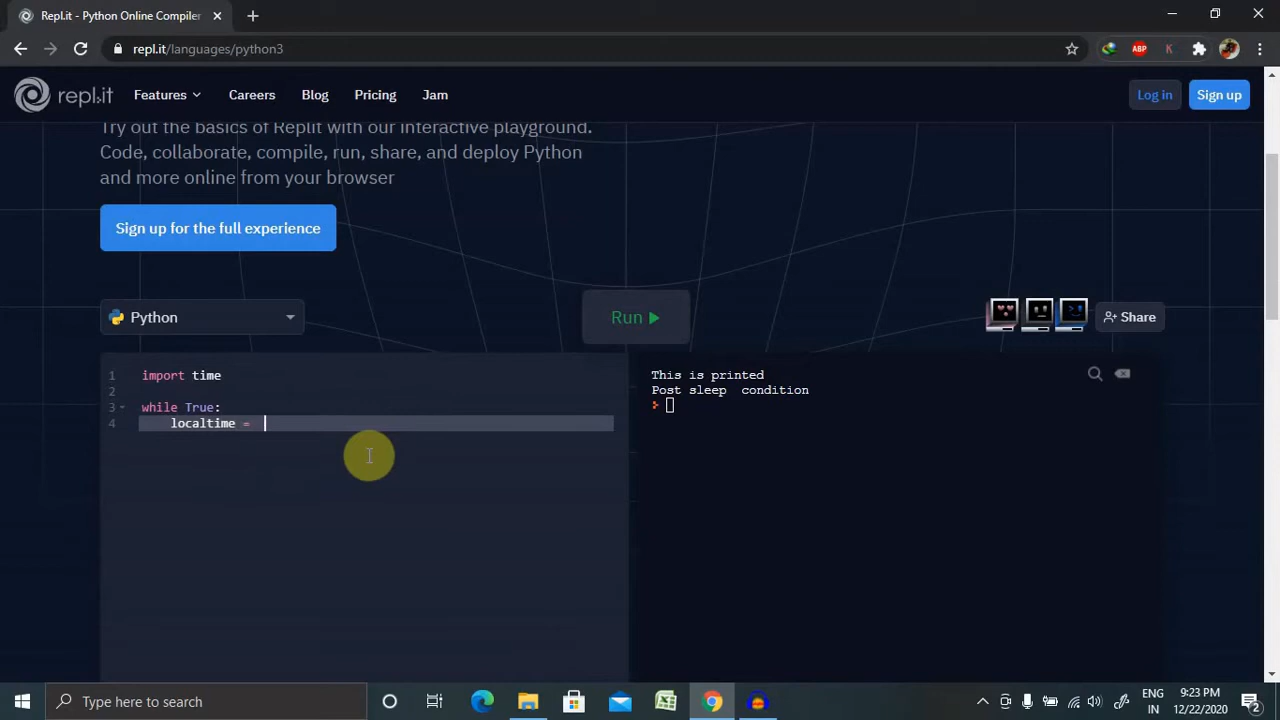 Repl.it - Python Online Compiler
repl.it/languages/python3
ABP
K
repl.it Features Careers Blog Pricing Jam Log in Sign up
Try out the basics of Replit with our interactive playground.
Code, collaborate, compile, run, share, and deploy Python
and more online from your browser
Sign up for the full experience
Python
Run
Share
1 import time
2
3 while True:
4 localtime =
This is printed
Post sleep  condition
Type here to search
ENG
IN
9:23 PM
12/22/2020
2